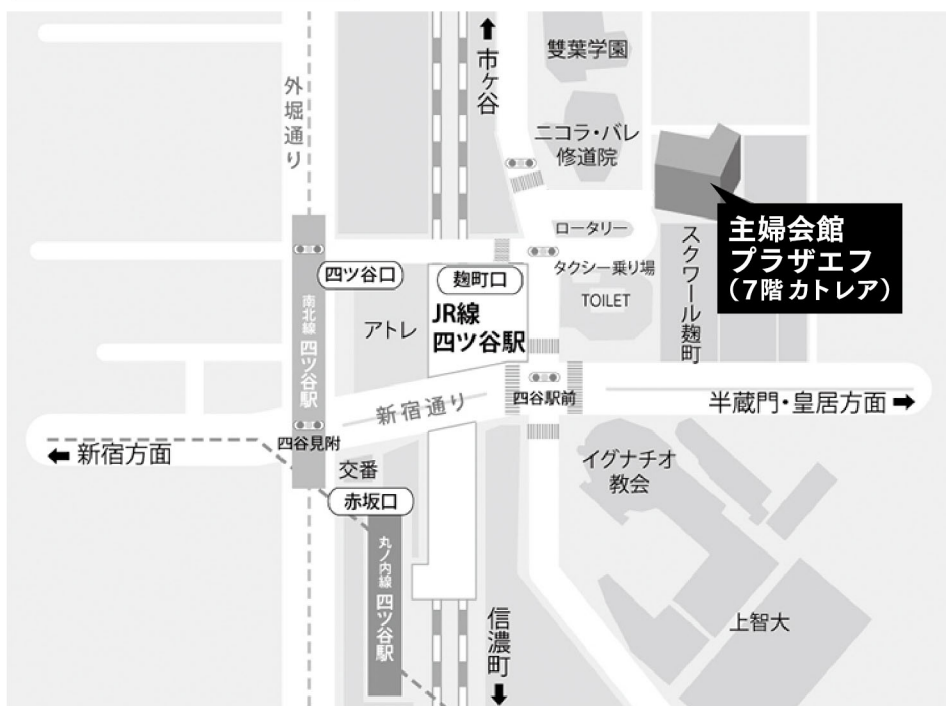 市ヶ谷
雙葉学園
外堀通り
ニコラ・バレ
修道院
ロータリー
主婦会館
プラザエフ
（7階 カトレア）
四ツ谷口
麹町口
タクシー乗り場
TOILET
スクワール麹町
アトレ
JR線
四ツ谷駅
南北線 四ツ谷駅
新宿通り
四谷駅前
半蔵門・皇居方面
四谷見附
新宿方面
交番
イグナチオ
教会
赤坂口
丸ノ内線 四ツ谷駅
信濃町
上智大